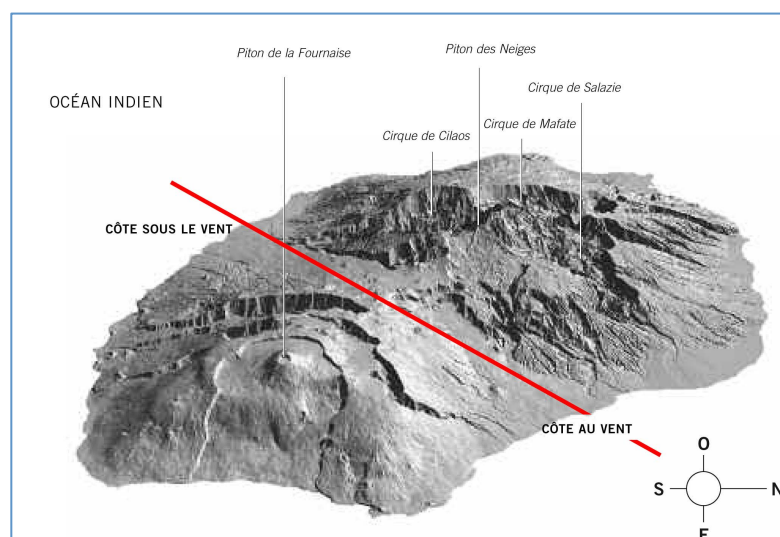 Piton de la Fournaise
Piton des Neiges
Cirque de Salazie
OCÉAN INDIEN
Cirque de Cilaos
Cirque de Mafate
CÔTE SOUS LE VENT
CÔTE AU VENT
O
S
N
E